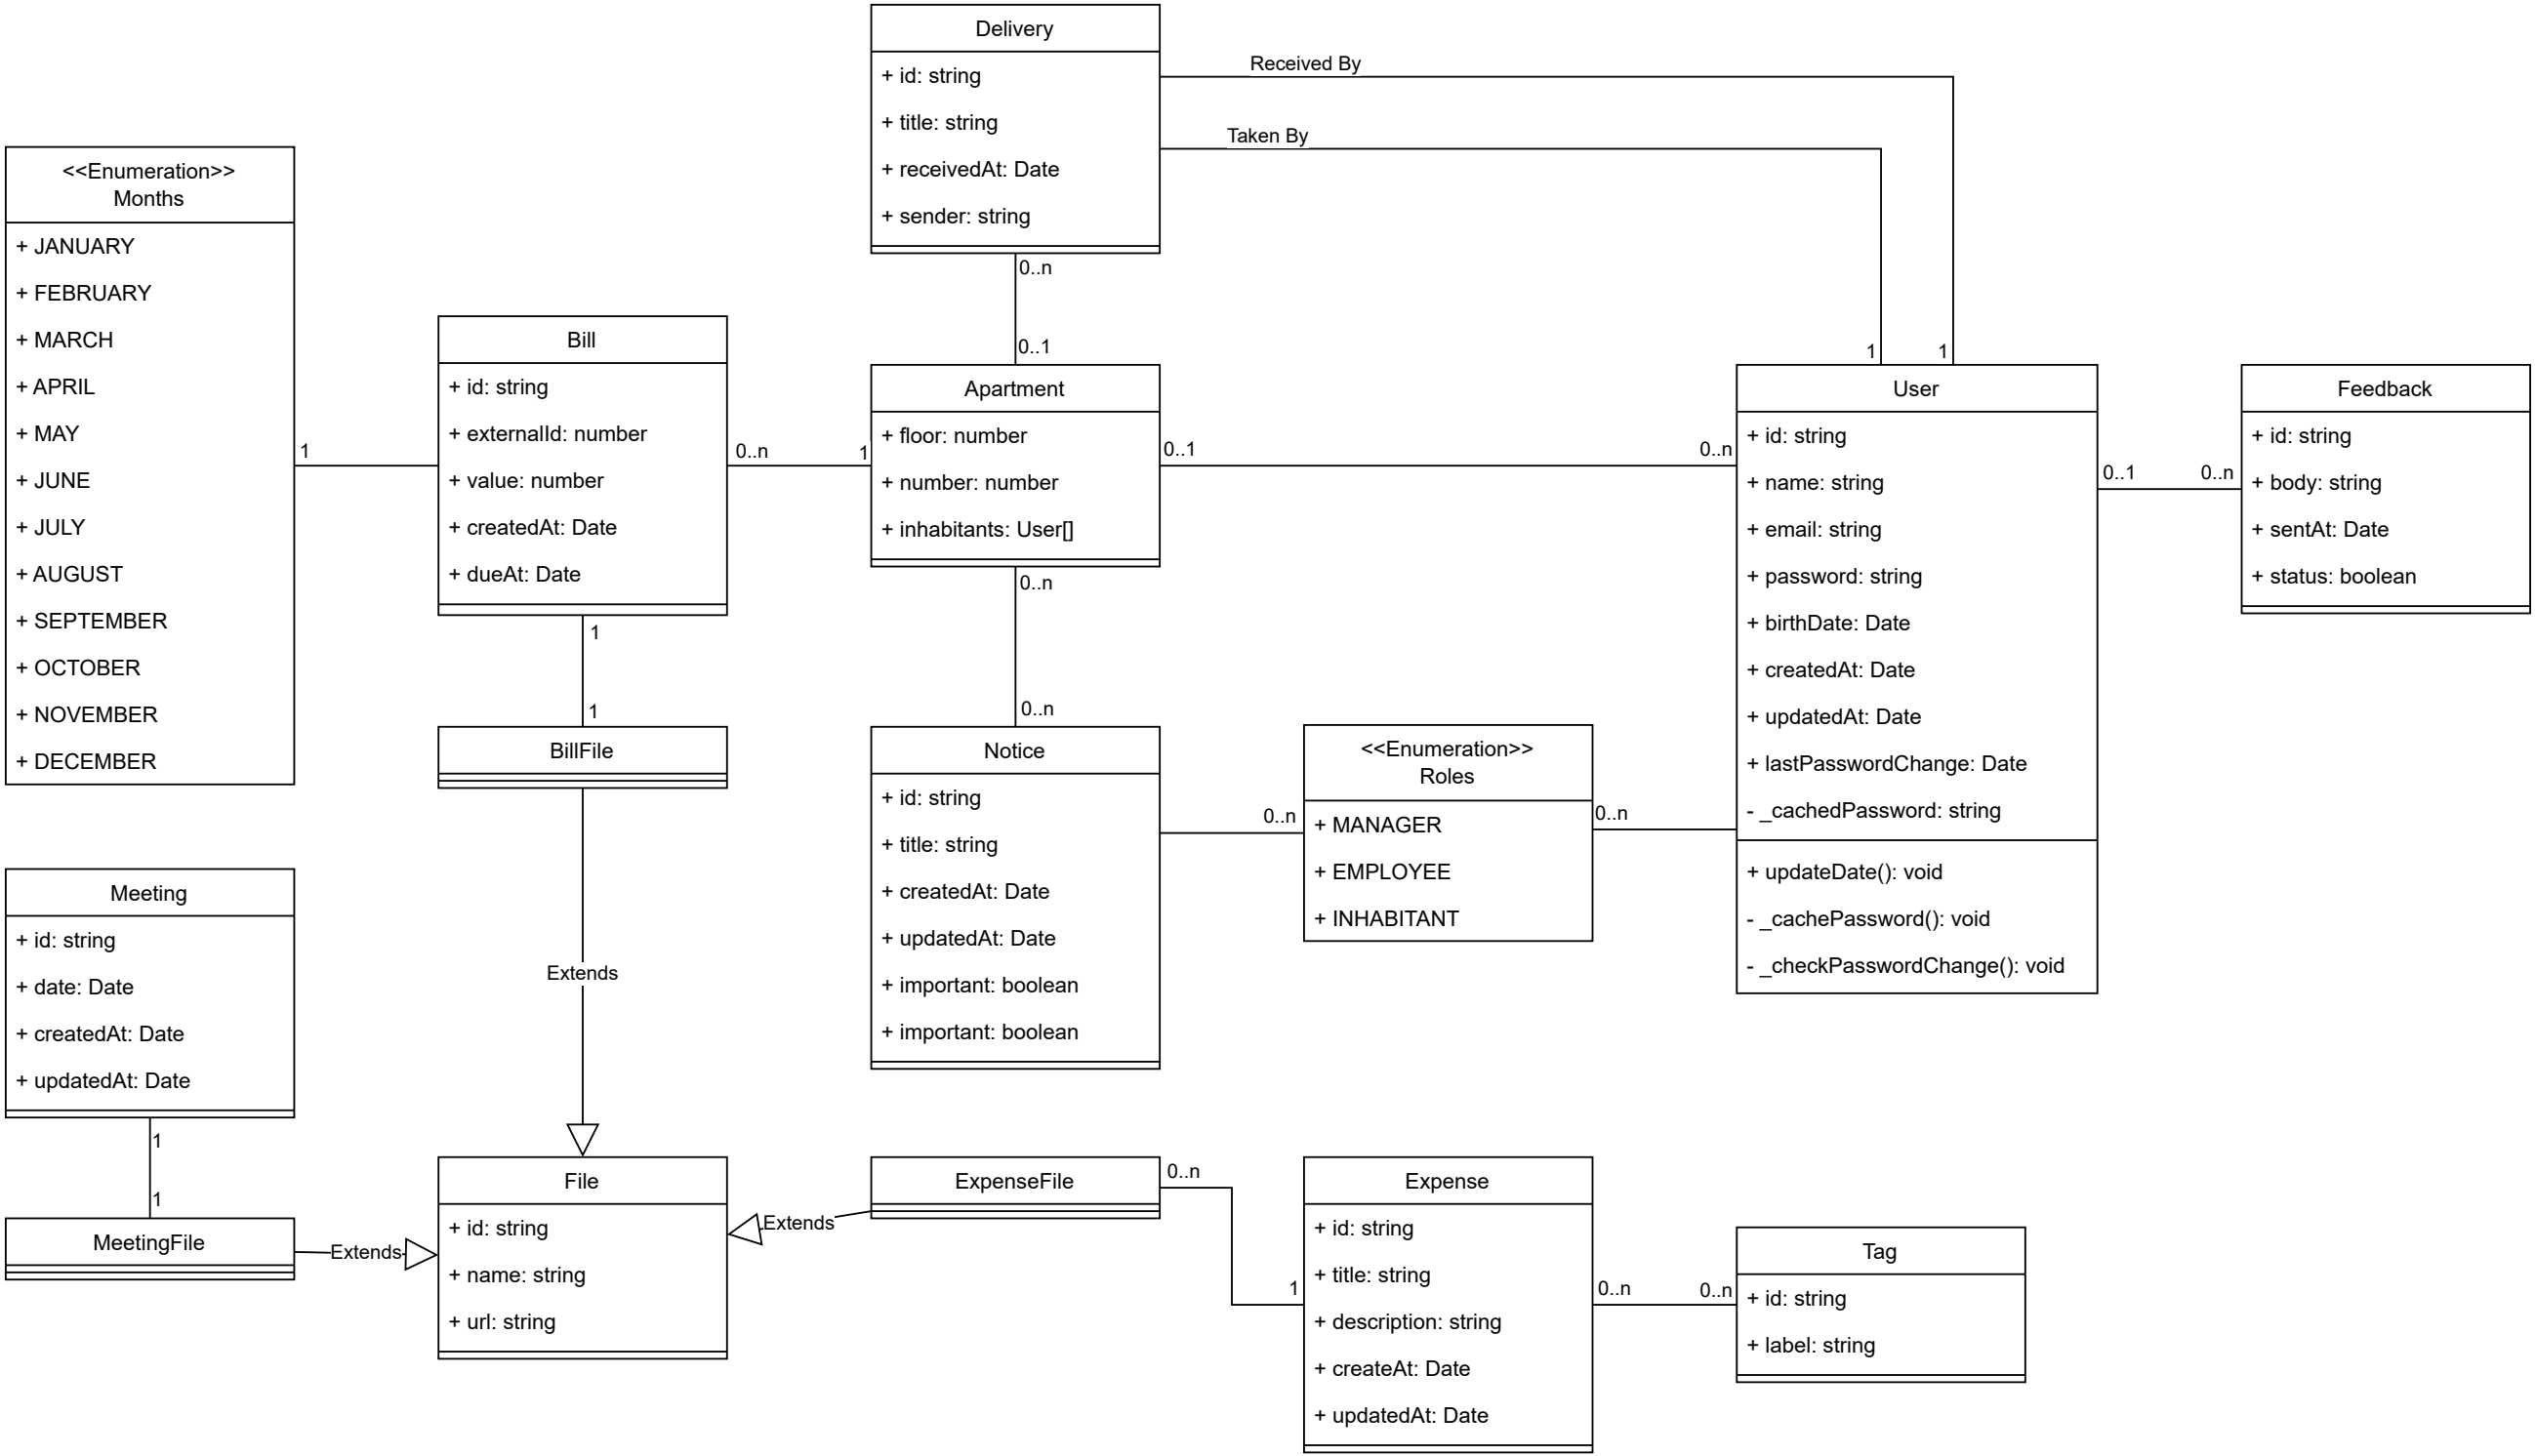 Delivery
+ id: string
+ title: string
+ receivedAt: Date
+ sender: string
Received By
Taken By
1
1
0..n
0..1
<<Enumeration>>
Months
+ JANUARY
+ FEBRUARY
+ MARCH
+ APRIL
+ MAY
+ JUNE
+ JULY
+ AUGUST
+ SEPTEMBER
+ OCTOBER
+ NOVEMBER
+ DECEMBER
1
Bill
+ id: string
+ externalId: number
+ value: number
+ createdAt: Date
+ dueAt: Date
0..n
1
1
1
Apartment
+ floor: number
+ number: number
+ inhabitants: User[]
0..1
0..n
0..n
0..n
User
+ id: string
+ name: string
+ email: string
+ password: string
+ birthDate: Date
+ createdAt: Date
+ updatedAt: Date
+ lastPasswordChange: Date
- _cachedPassword: string
+ updateDate(): void
- _cachePassword(): void
- _checkPasswordChange(): void
0..1
0..n
Feedback
+ id: string
+ body: string
+ sentAt: Date
+ status: boolean
BillFile
Extends
Notice
+ id: string
+ title: string
+ createdAt: Date
+ updatedAt: Date
+ important: boolean
+ important: boolean
0..n
<<Enumeration>>
Roles
+ MANAGER
+ EMPLOYEE
+ INHABITANT
0..n
Meeting
+ id: string
+ date: Date
+ createdAt: Date
+ updatedAt: Date
1
1
MeetingFile
Extends
File
+ id: string
+ name: string
+ url: string
Extends
ExpenseFile
0..n
1
Expense
+ id: string
+ title: string
+ description: string
+ createAt: Date
+ updatedAt: Date
0..n
0..n
Tag
+ id: string
+ label: string